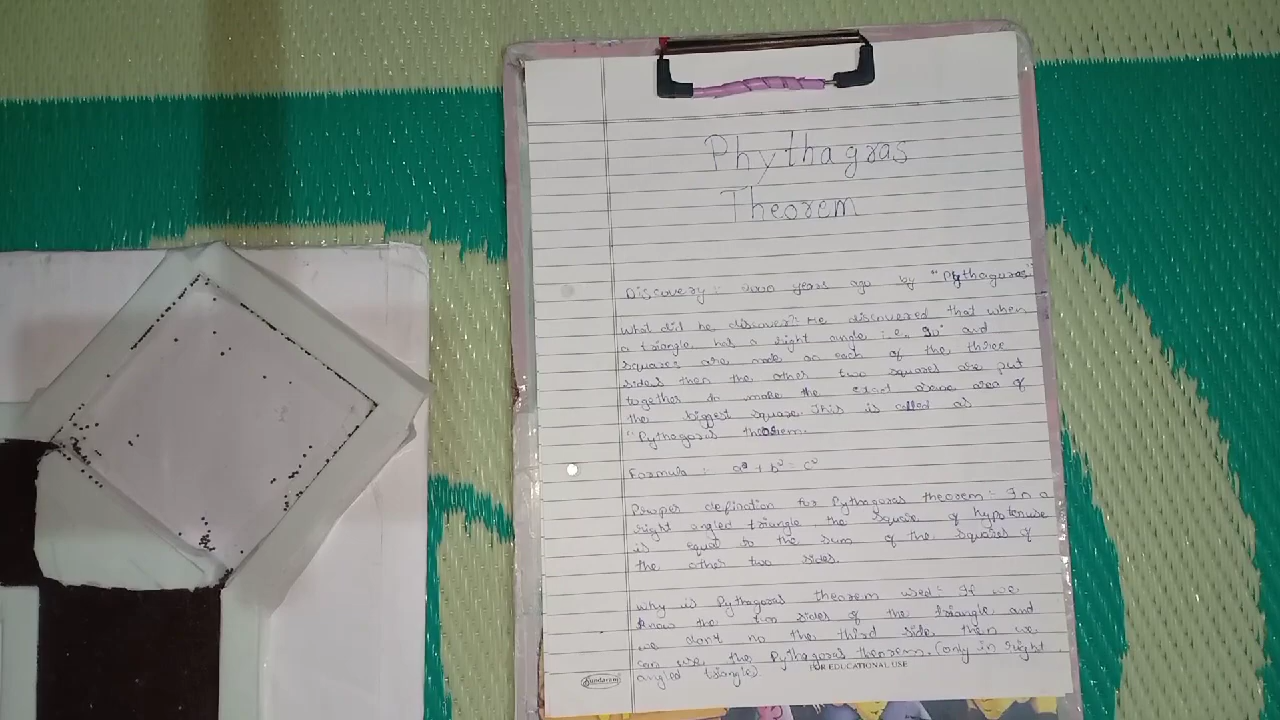 Phythagras
Theorem
Discovery :- 2000 years ago by "Pythaguras"
What did he discover?:- He discovered that when
a triangle has a right angle i.e. 90° and
squares are made on each of the three
sides then the other two squares are put
together do make the exact area of
the biggest square. This is called as
"Pythagoras theorem.
Formula :- a² + b² = c²
Proper defination for Pythagoras theorem :- In a
right angled triangle, the square of hypotenuse
is equal to the sum of the squares of
the other two sides.
Why is Pythagoras theorem used:- If we
know the two sides of the triangle and
we don't no the third side then we
can use the Pythagoras theorem. (only in right
angled triangle)
FOR EDUCATIONAL USE
Sundaram